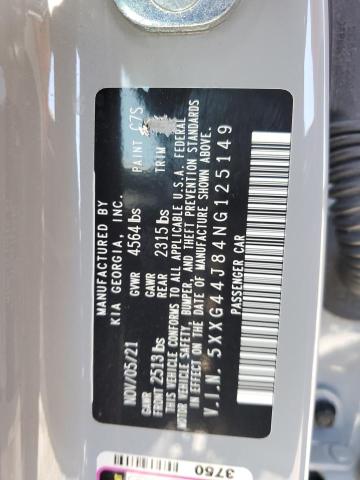 MANUFACTURED BY
KIA GEORGIA, INC.
NOV/05/21 GVWR 4564 lbs PAINT C7S
GAWR FRONT 2513 lbs GAWR REAR 2315 lbs TRIM
THIS VEHICLE CONFORMS TO ALL APPLICABLE U.S.A. FEDERAL
MOTOR VEHICLE SAFETY, BUMPER, AND THEFT PREVENTION STANDARDS
IN EFFECT ON THE DATE OF MANUFACTURE SHOWN ABOVE.
V.I.N. 5XXG44J84NG125149
PASSENGER CAR
3750